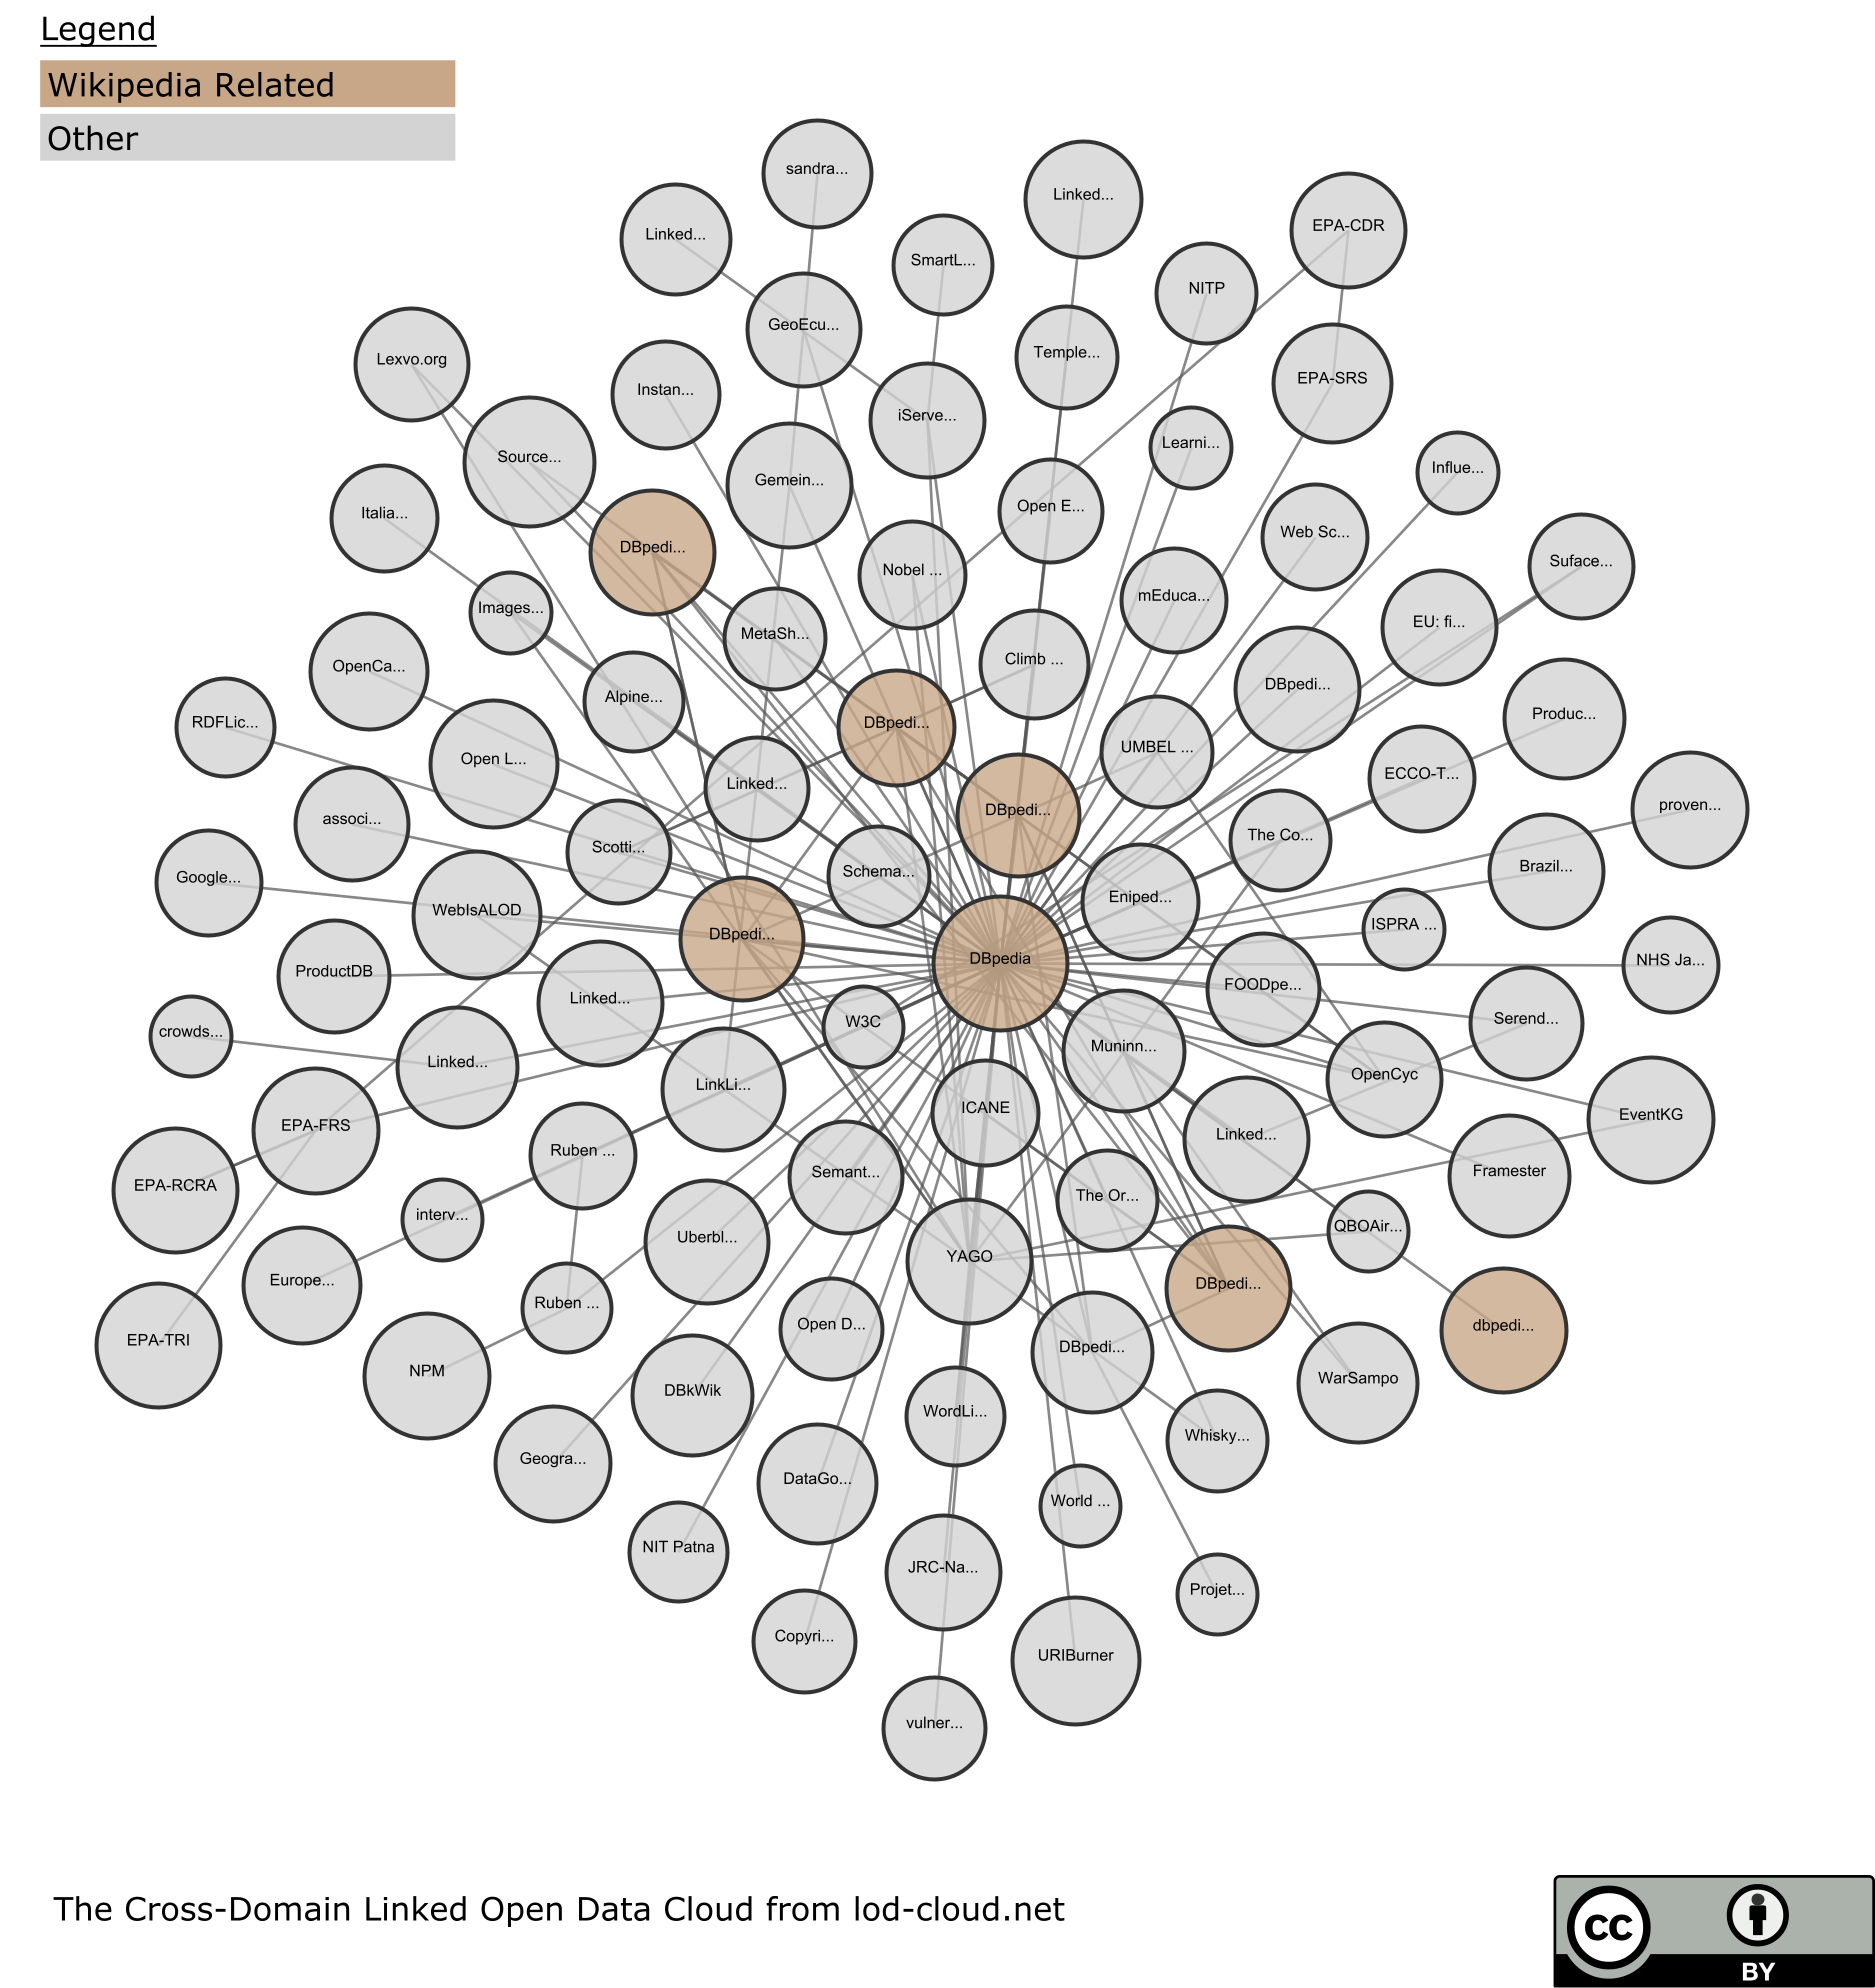 Legend
Wikipedia Related
Other
sandra...
Linked...
EPA-CDR
Linked...
SmartL...
NITP
GeoEcu...
Temple...
Lexvo.org
EPA-SRS
Instan...
iServe...
Learni...
Source...
Influe...
Gemein...
Italia...
Open E...
Web Sc...
DBpedi...
Suface...
Nobel ...
mEduca...
Images...
EU: fi...
MetaSh...
OpenCa...
Climb ...
DBpedi...
Alpine...
Produc...
RDFLic...
DBpedi...
UMBEL ...
Open L...
ECCO-T...
Linked...
proven...
DBpedi...
associ...
The Co...
Scotti...
Brazil...
Schema...
Google...
Eniped...
WebIsALOD
ISPRA ...
DBpedi...
DBpedia
NHS Ja...
ProductDB
FOODpe...
Linked...
Serend...
W3C
crowds...
Muninn...
Linked...
OpenCyc
LinkLi...
ICANE
EventKG
EPA-FRS
Linked...
Ruben ...
Semant...
Framester
EPA-RCRA
The Or...
interv...
QBOAir...
Uberbl...
YAGO
Europe...
DBpedi...
Ruben ...
Open D...
dbpedi...
EPA-TRI
DBpedi...
NPM
WarSampo
DBkWik
WordLi...
Whisky...
Geogra...
DataGo...
World ...
NIT Patna
JRC-Na...
Projet...
Copyri...
URIBurner
vulner...
The Cross-Domain Linked Open Data Cloud from lod-cloud.net
cc
BY